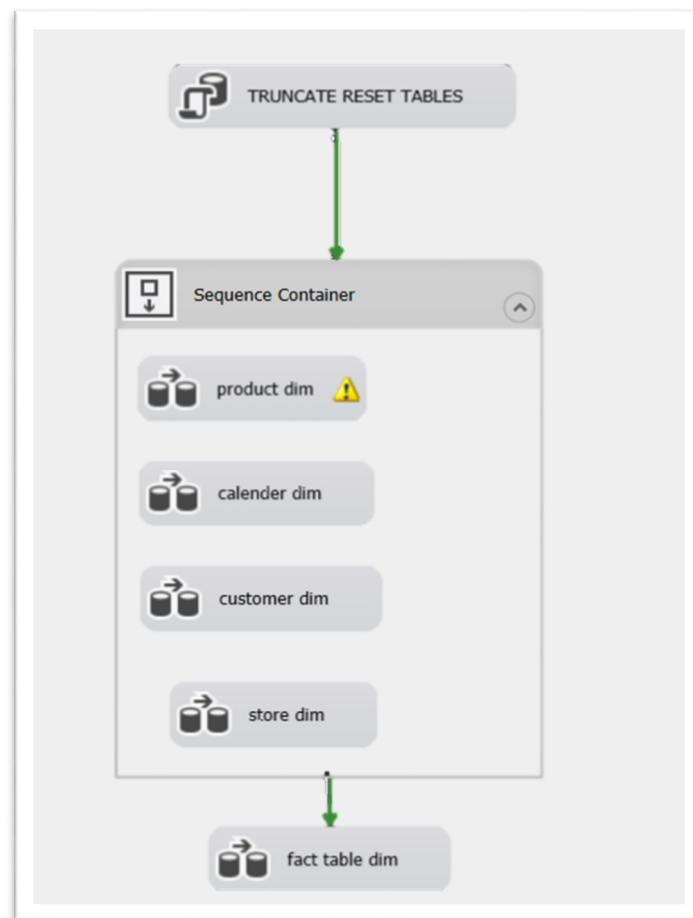 TRUNCATE RESET TABLES
Sequence Container
product dim
calender dim
customer dim
store dim
fact table dim